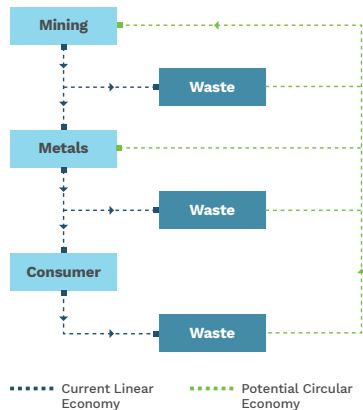 Mining
Waste
Metals
Waste
Consumer
Waste
Current Linear
Economy
Potential Circular
Economy